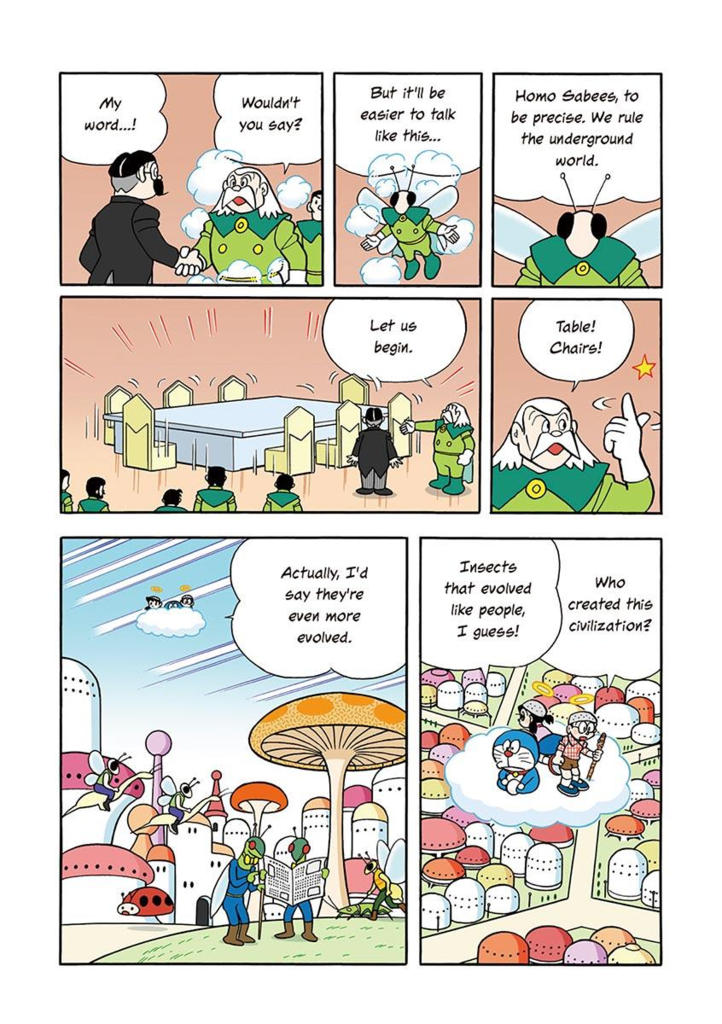 Homo Sabees, to
be precise. We rule
the underground
world.
But it'll be
easier to talk
like this...
Wouldn't
you say?
My
word...!
Table!
Chairs!
Let us
begin.
Who
created this
civilization?
Insects
that evolved
like people,
I guess!
Actually, I'd
say they're
even more
evolved.